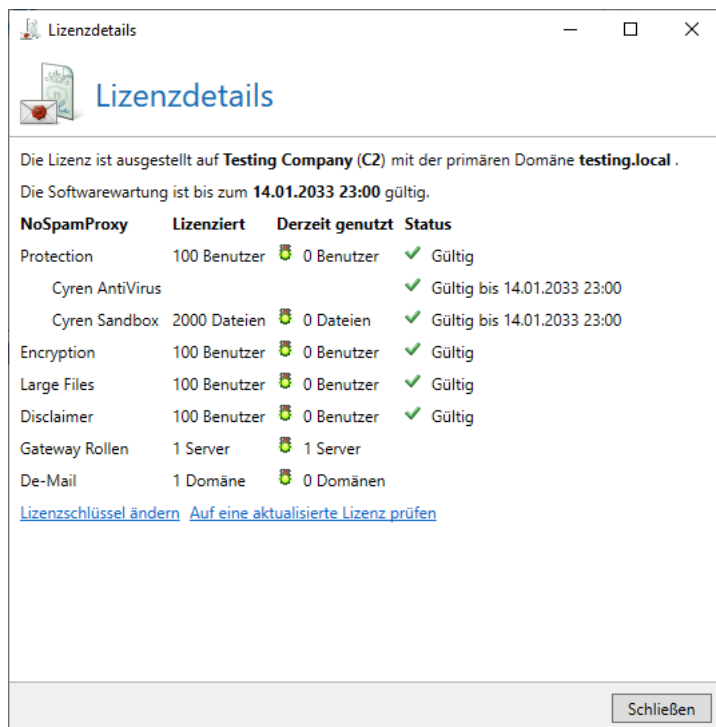 Lizenzdetails
Lizenzdetails
Die Lizenz ist ausgestellt auf Testing Company (C2) mit der primären Domäne testing.local .
Die Softwarewartung ist bis zum 14.01.2033 23:00 gültig.
NoSpamProxy Lizenziert Derzeit genutzt Status
Protection 100 Benutzer 0 Benutzer Gültig
Cyren AntiVirus Gültig bis 14.01.2033 23:00
Cyren Sandbox 2000 Dateien 0 Dateien Gültig bis 14.01.2033 23:00
Encryption 100 Benutzer 0 Benutzer Gültig
Large Files 100 Benutzer 0 Benutzer Gültig
Disclaimer 100 Benutzer 0 Benutzer Gültig
Gateway Rollen 1 Server 1 Server
De-Mail 1 Domäne 0 Domänen
Lizenzschlüssel ändern Auf eine aktualisierte Lizenz prüfen
Schließen